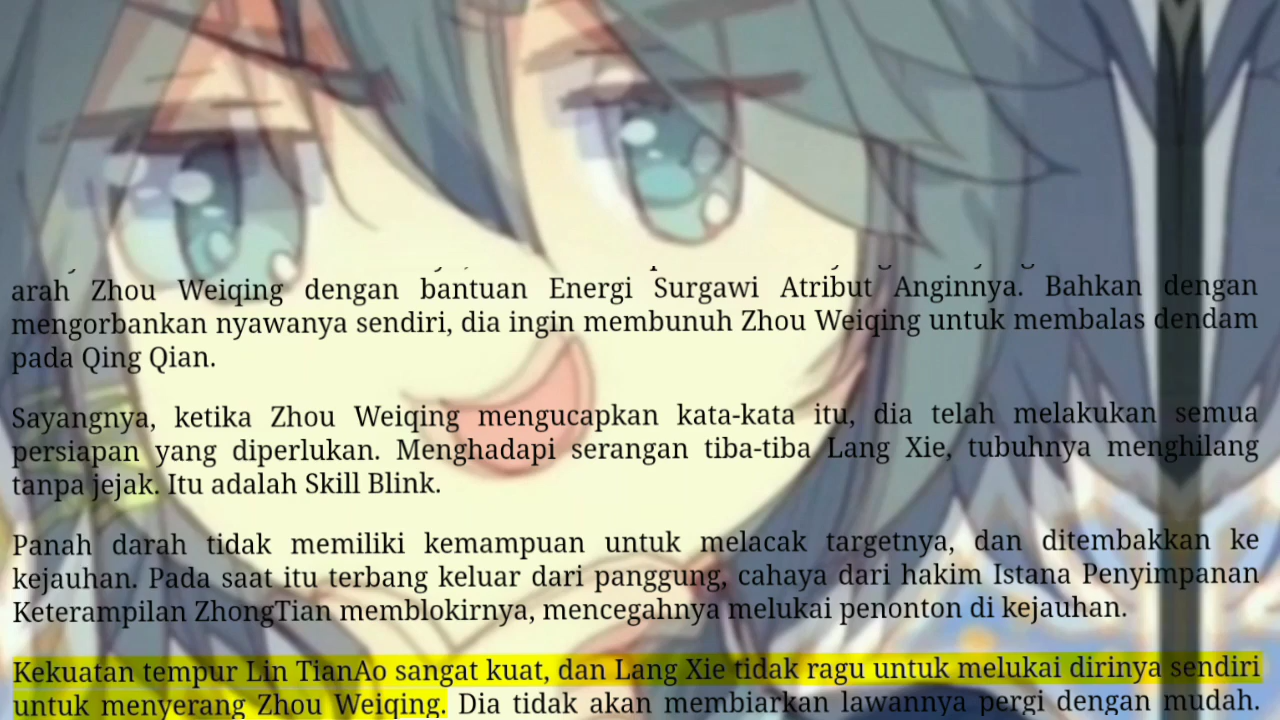 arah Zhou Weiqing dengan bantuan Energi Surgawi Atribut Anginnya. Bahkan dengan
mengorbankan nyawanya sendiri, dia ingin membunuh Zhou Weiqing untuk membalas dendam
pada Qing Qian.
Sayangnya, ketika Zhou Weiqing mengucapkan kata-kata itu, dia telah melakukan semua
persiapan yang diperlukan. Menghadapi serangan tiba-tiba Lang Xie, tubuhnya menghilang
tanpa jejak. Itu adalah Skill Blink.
Panah darah tidak memiliki kemampuan untuk melacak targetnya, dan ditembakkan ke
kejauhan. Pada saat itu terbang keluar dari panggung, cahaya dari hakim Istana Penyimpanan
Keterampilan ZhongTian memblokirnya, mencegahnya melukai penonton di kejauhan.
Kekuatan tempur Lin TianAo sangat kuat, dan Lang Xie tidak ragu untuk melukai dirinya sendiri
untuk menyerang Zhou Weiqing. Dia tidak akan membiarkan lawannya pergi dengan mudah.